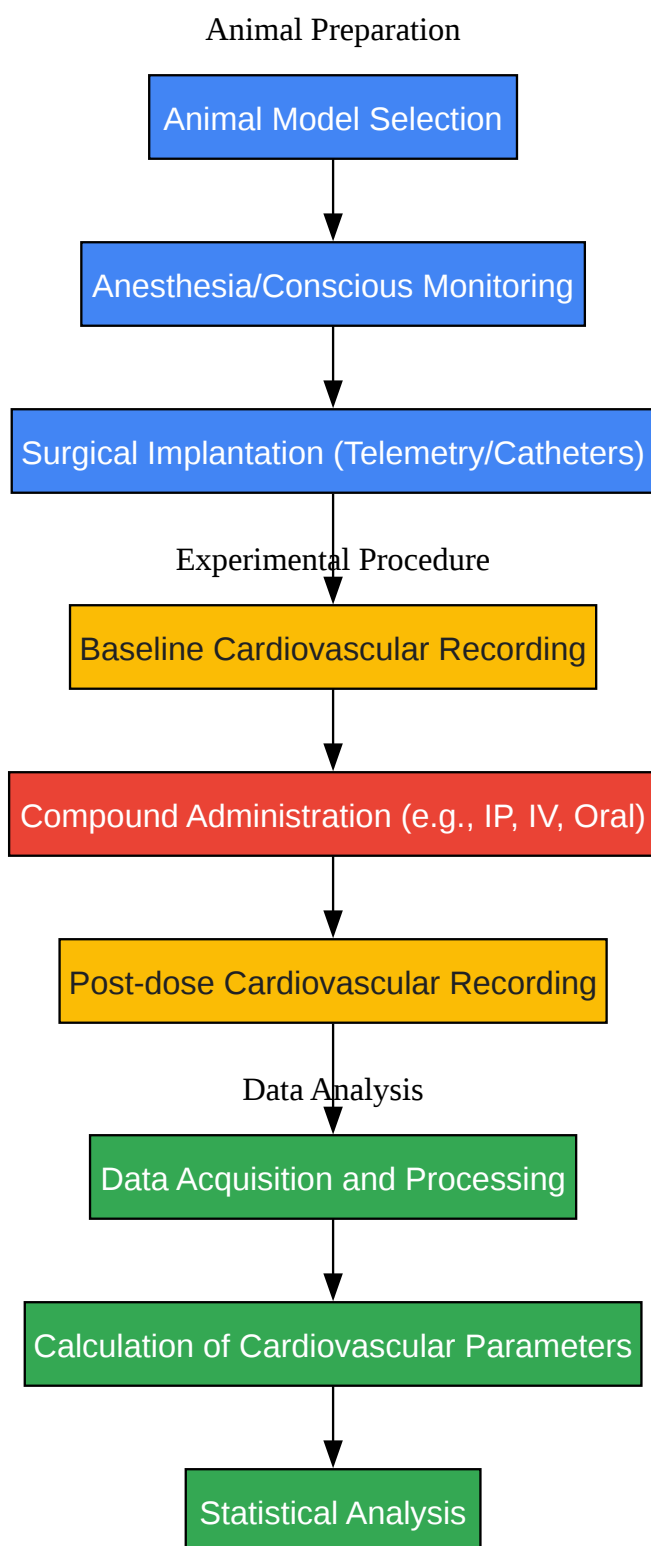 Animal Preparation
Animal Model Selection
Anesthesia/Conscious Monitoring
Surgical Implantation (Telemetry/Catheters)
Experimental Procedure
Baseline Cardiovascular Recording
Compound Administration (e.g., IP, IV, Oral)
Post-dose Cardiovascular Recording
Data Analysis
Data Acquisition and Processing
Calculation of Cardiovascular Parameters
Statistical Analysis